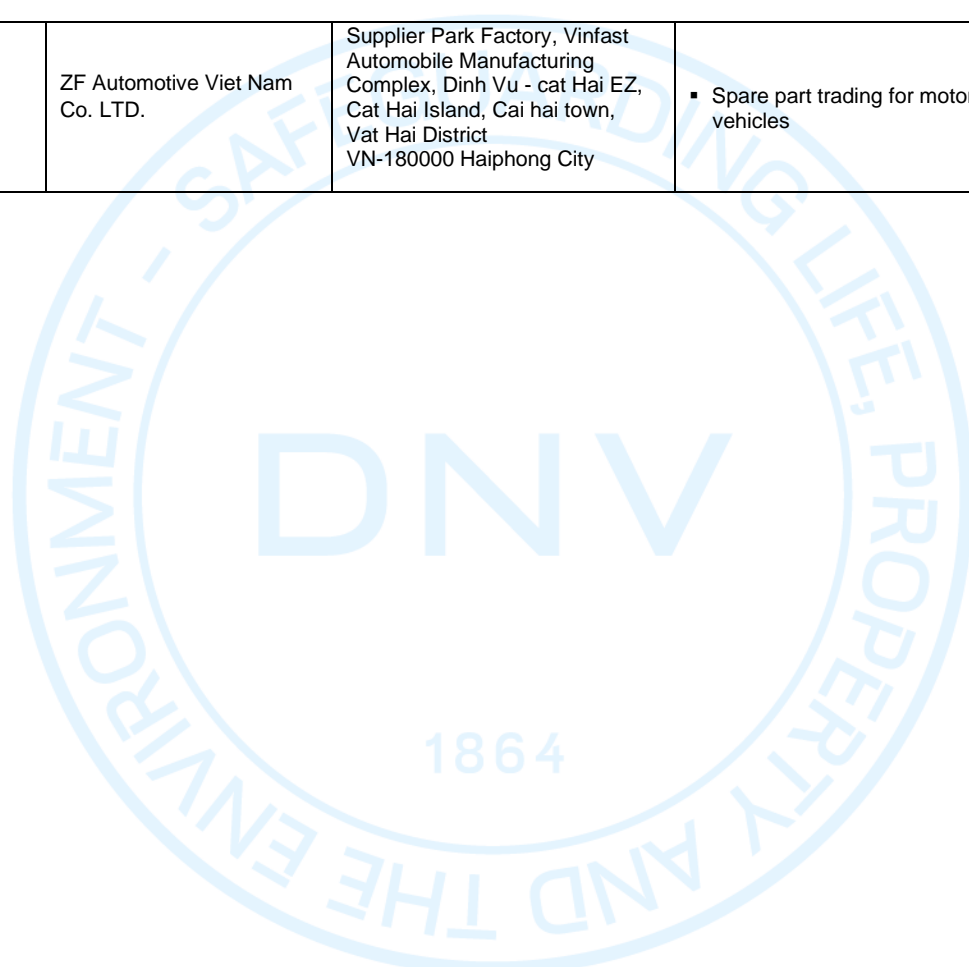 ZF Automotive Viet Nam
Co. LTD.
Supplier Park Factory, Vinfast
Automobile Manufacturing
Complex, Dinh Vu - cat Hai EZ,
Cat Hai Island, Cai hai town,
Vat Hai District
VN-180000 Haiphong City
▪ Spare part trading for motor
vehicles
SAFEGUARDING LIFE, PROPERTY AND THE ENVIRONMENT -
DNV
1864